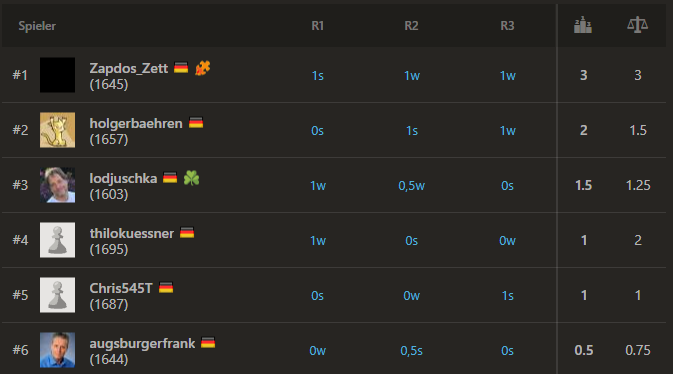 Spieler R1 R2 R3
#1 Zapdos_Zett (1645) 1s 1w 1w 3 3
#2 holgerbaehren (1657) 0s 1s 1w 2 1.5
#3 lodjuschka (1603) 1w 0,5w 0s 1.5 1.25
#4 thilokuessner (1695) 1w 0s 0w 1 2
#5 Chris545T (1687) 0s 0w 1s 1 1
#6 augsburgerfrank (1644) 0w 0,5s 0s 0.5 0.75